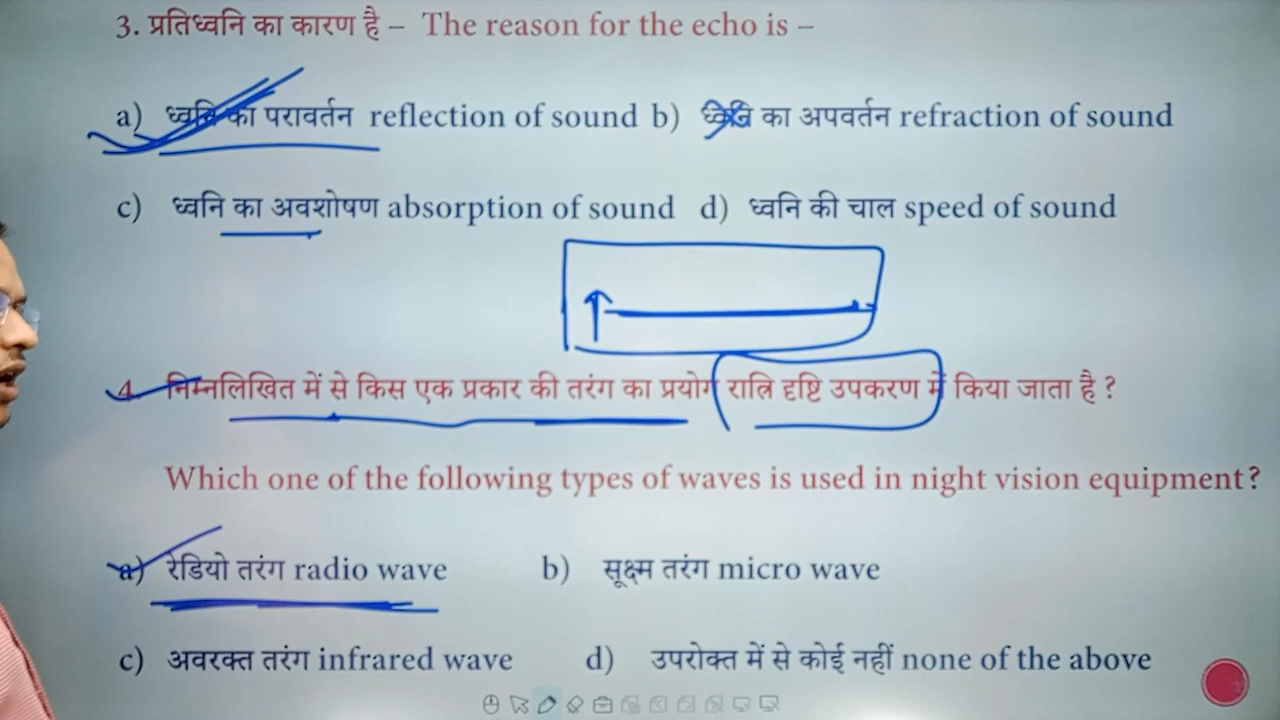 3. प्रतिध्वनि का कारण है – The reason for the echo is –
a) ध्वनि का परावर्तन reflection of sound b) ध्वनि का अपवर्तन refraction of sound
c) ध्वनि का अवशोषण absorption of sound d) ध्वनि की चाल speed of sound
4. निम्नलिखित में से किस एक प्रकार की तरंग का प्रयोग रात्रि दृष्टि उपकरण में किया जाता है ?
Which one of the following types of waves is used in night vision equipment?
a) रेडियो तरंग radio wave b) सूक्ष्म तरंग micro wave
c) अवरक्त तरंग infrared wave d) उपरोक्त में से कोई नहीं none of the above